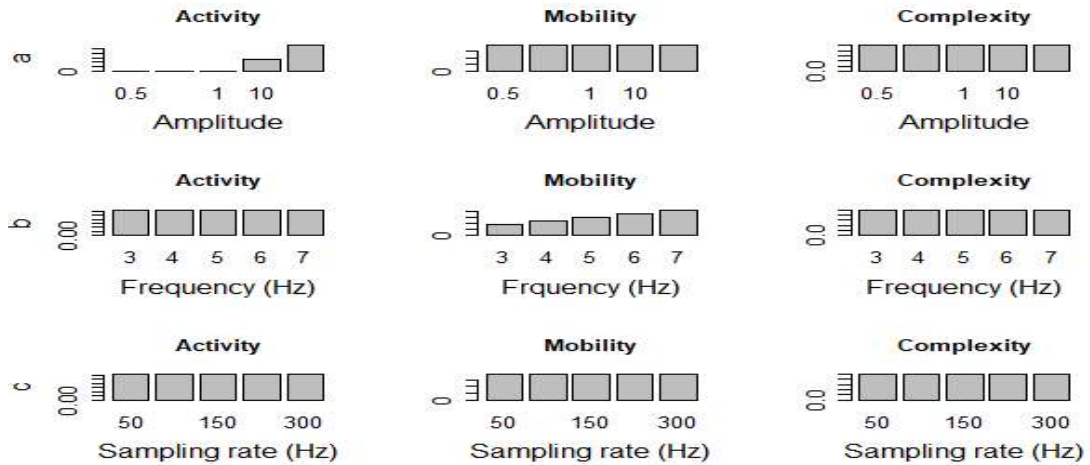 Activity Mobility Complexity
a
0 0 0.0
0.5 1 10 0.5 1 10 0.5 1 10
Amplitude Amplitude Amplitude
Activity Mobility Complexity
b
0.00 0 0.0
3 4 5 6 7 3 4 5 6 7 3 4 5 6 7
Frequency (Hz) Frquency (Hz) Frequency (Hz)
Activity Mobility Complexity
c
0.00 0 0.0
50 150 300 50 150 300 50 150 300
Sampling rate (Hz) Sampling rate (Hz) Sampling rate (Hz)